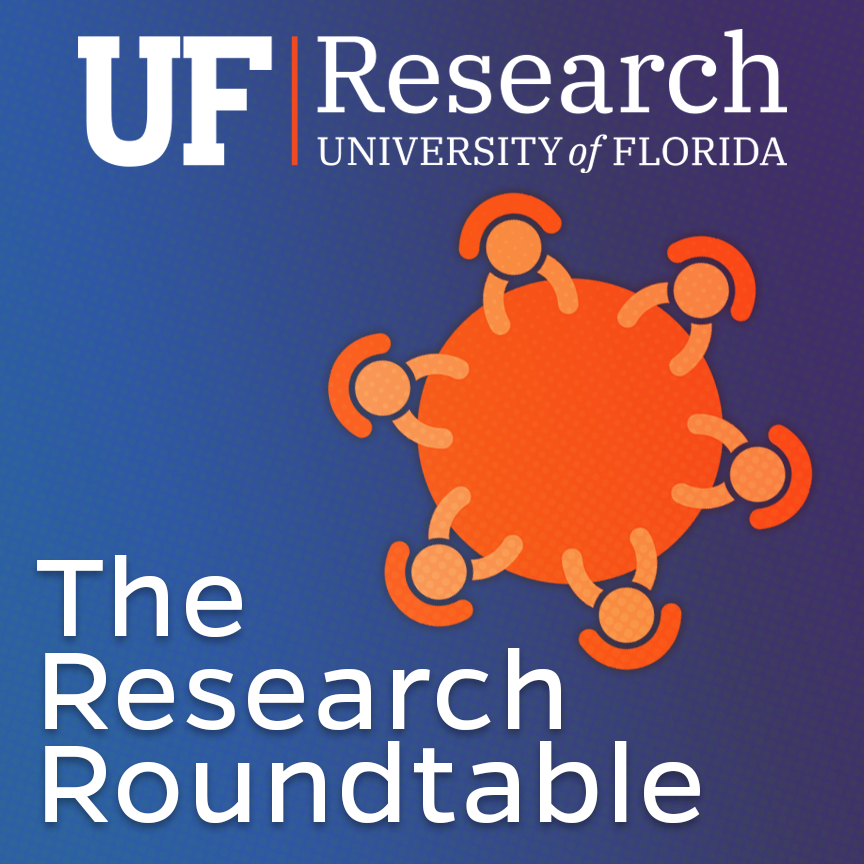 UF
Research
UNIVERSITY of FLORIDA
The
Research
Roundtable